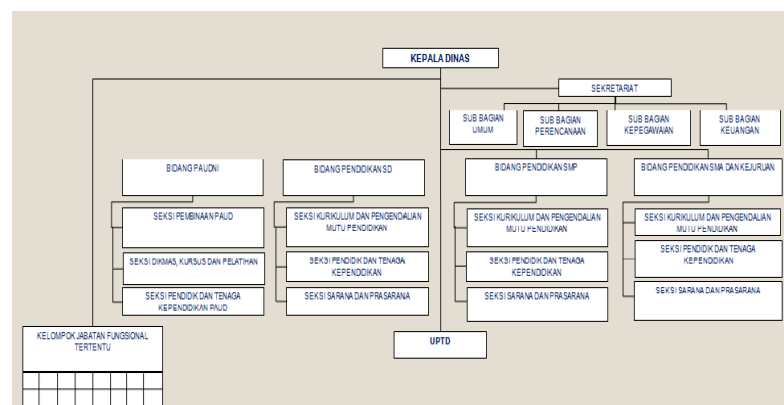 KEPALA DINAS
SEKRETARIAT
SUB BAGIAN
UMUM
SUB BAGIAN
PERENCANAAN
SUB BAGIAN
KEPEGAWAIAN
SUB BAGIAN
KEUANGAN
BIDANG PAUDNI
BIDANG PENDIDIKAN SD
BIDANG PENDIDIKAN SMP
BIDANG PENDIDIKAN SMA DAN KEJURUAN
SEKSI PEMBINAAN PAUD
SEKSI DIKMAS, KURSUS DAN PELATIHAN
SEKSI PENDIDIK DAN TENAGA
KEPENDIDIKAN PAUD
SEKSI KURIKULUM DAN PENGENDALIAN
MUTU PENDIDIKAN
SEKSI PENDIDIK DAN TENAGA
KEPENDIDIKAN
SEKSI SARANA DAN PRASARANA
SEKSI KURIKULUM DAN PENGENDALIAN
MUTU PENDIDIKAN
SEKSI PENDIDIK DAN TENAGA
KEPENDIDIKAN
SEKSI SARANA DAN PRASARANA
SEKSI KURIKULUM DAN PENGENDALIAN
MUTU PENDIDIKAN
SEKSI PENDIDIK DAN TENAGA
KEPENDIDIKAN
SEKSI SARANA DAN PRASARANA
KELOMPOK JABATAN FUNGSIONAL
TERTENTU
UPTD